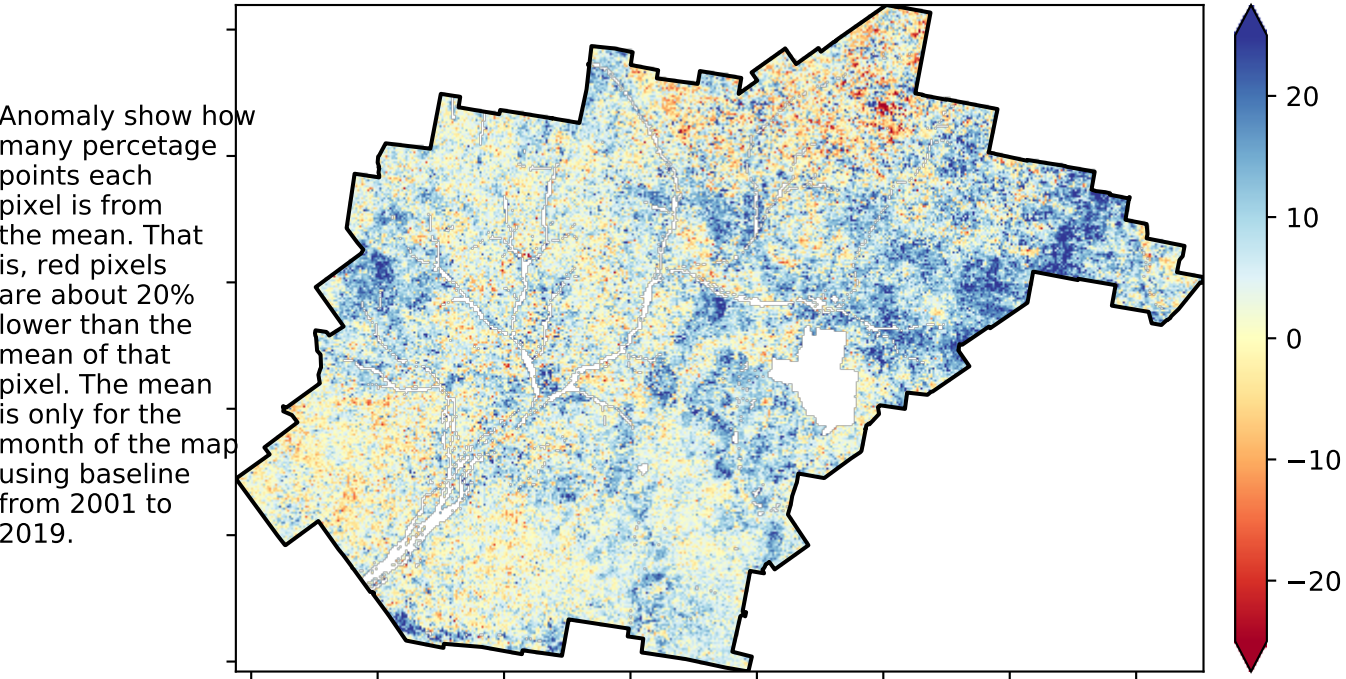 Anomaly show how
many percetage
points each
pixel is from
the mean. That
is, red pixels
are about 20%
lower than the
mean of that
pixel. The mean
is only for the
month of the map
using baseline
from 2001 to
2019.
20
10
0
−10
−20